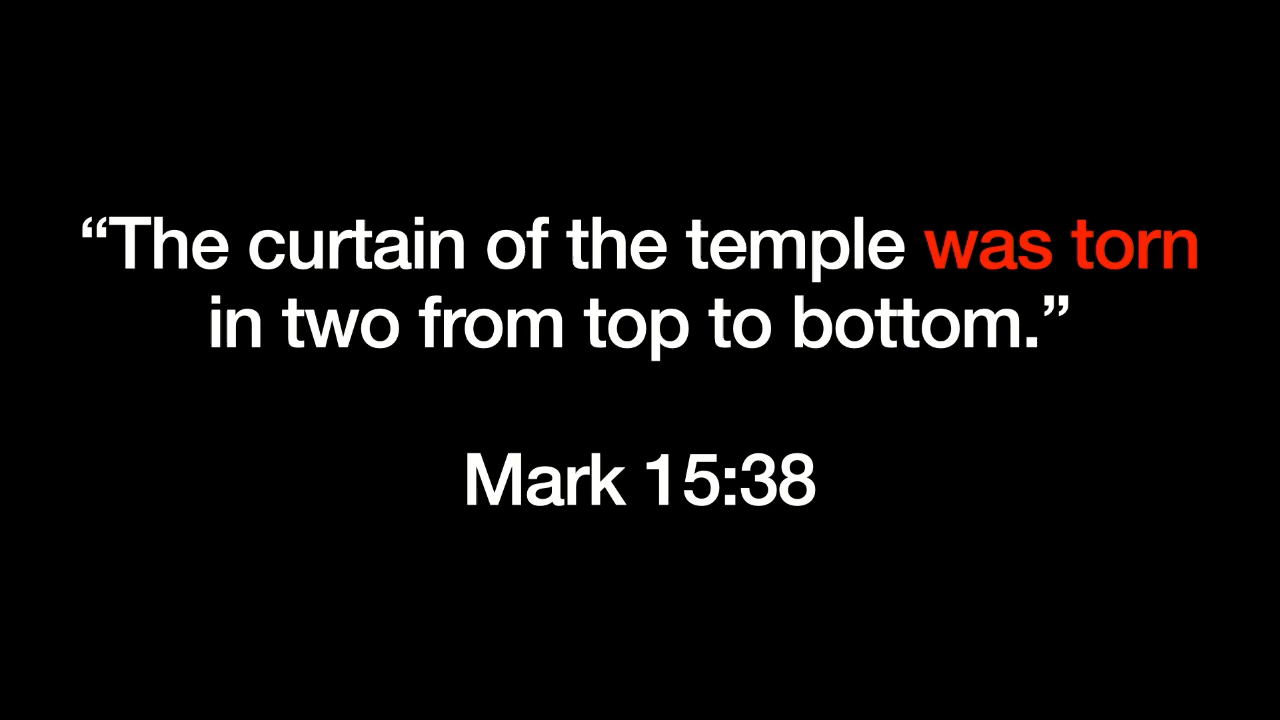 “The curtain of the temple was torn
in two from top to bottom.”
Mark 15:38